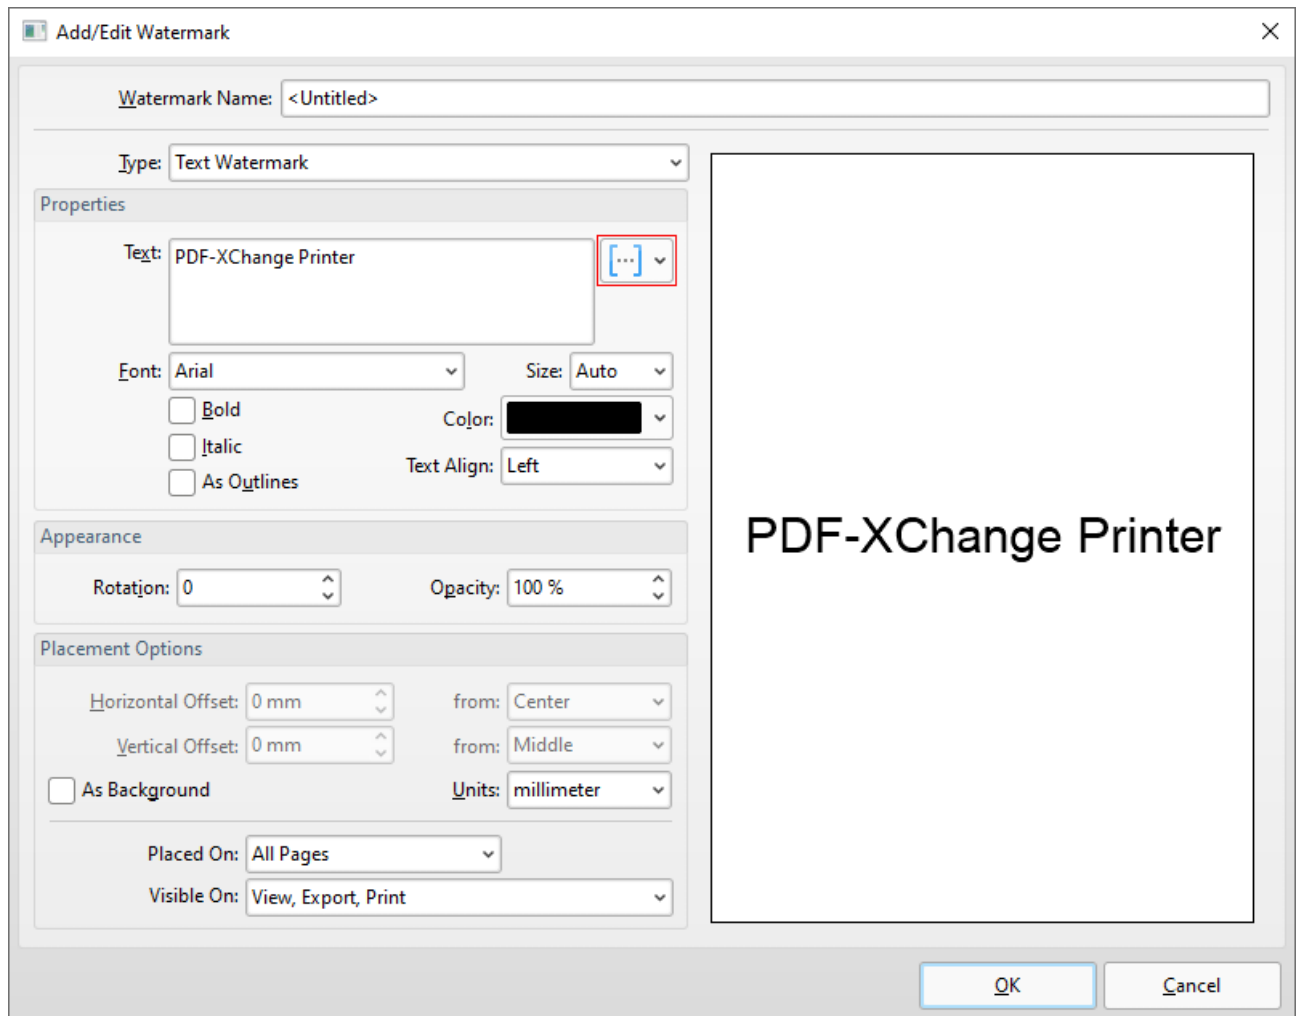 Add/Edit Watermark
Watermark Name: <Untitled>
Type: Text Watermark
Properties
Text: PDF-XChange Printer
[...]
Font: Arial Size: Auto
Bold
Color:
Italic
Text Align: Left
As Outlines
Appearance
Rotation: 0 Opacity: 100 %
Placement Options
Horizontal Offset: 0 mm from: Center
Vertical Offset: 0 mm from: Middle
As Background Units: millimeter
Placed On: All Pages
Visible On: View, Export, Print
PDF-XChange Printer
OK Cancel